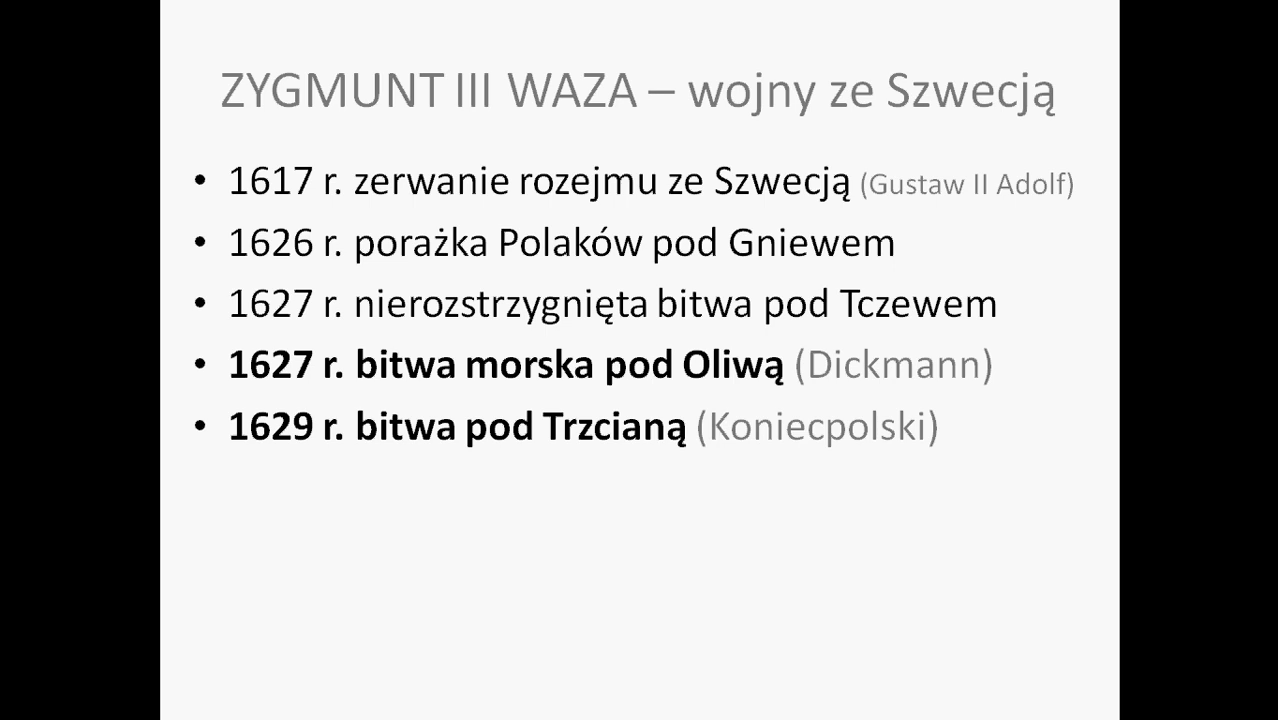 ZYGMUNT III WAZA – wojny ze Szwecją
• 1617 r. zerwanie rozejmu ze Szwecją (Gustaw II Adolf)
• 1626 r. porażka Polaków pod Gniewem
• 1627 r. nierozstrzygnięta bitwa pod Tczewem
• 1627 r. bitwa morska pod Oliwą (Dickmann)
• 1629 r. bitwa pod Trzcianą (Koniecpolski)